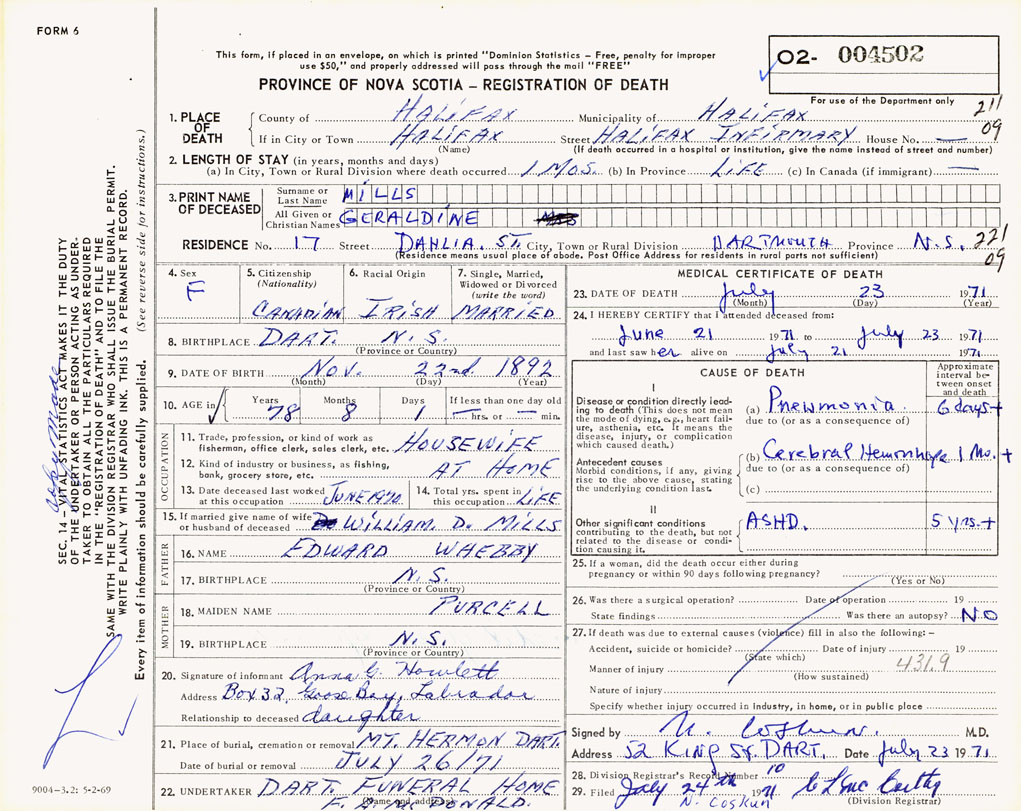 FORM 6
This form, if placed in an envelope, on which is printed "Dominion Statistics – Free, penalty for improper
use $50," and properly addressed will pass through the mail "FREE"
PROVINCE OF NOVA SCOTIA – REGISTRATION OF DEATH
02- 004502
For use of the Department only
211
09
1. PLACE OF DEATH
County of HALIFAX Municipality of HALIFAX
If in City or Town HALIFAX Street HALIFAX INFIRMARY House No. —
(Name) (If death occurred in a hospital or institution, give the name instead of street and number)
2. LENGTH OF STAY (in years, months and days)
(a) In City, Town or Rural Division where death occurred 1 MOS. (b) In Province LIFE (c) In Canada (if immigrant) —
3. PRINT NAME OF DECEASED
Surname or Last Name MILLS
All Given or Christian Names GERALDINE
RESIDENCE No. 17 Street DAHLIA. ST. City, Town or Rural Division DARTMOUTH Province N.S.
(Residence means usual place of abode. Post Office Address for residents in rural parts not sufficient)
221
09
4. Sex F
5. Citizenship (Nationality) CANADIAN
6. Racial Origin IRISH
7. Single, Married, Widowed or Divorced (write the word) MARRIED
8. BIRTHPLACE DART. N.S.
(Province or Country)
9. DATE OF BIRTH Nov. 22nd 1892
(Month) (Day) (Year)
10. AGE in Years 78 Months 8 Days 1 If less than one day old — hrs. or — min.
OCCUPATION
11. Trade, profession, or kind of work as fisherman, office clerk, sales clerk, etc. HOUSEWIFE
12. Kind of industry or business, as fishing, bank, grocery store, etc. AT HOME
13. Date deceased last worked at this occupation JUNE 1970
14. Total yrs. spent in this occupation LIFE
15. If married give name of wife or husband of deceased WILLIAM. D. MILLS
FATHER
16. NAME EDWARD WHEBBY
17. BIRTHPLACE N.S.
(Province or Country)
MOTHER
18. MAIDEN NAME PURCELL
19. BIRTHPLACE N.S.
(Province or Country)
20. Signature of informant Anna G. Howlett
Address Box 32, Goose Bay, Labrador
Relationship to deceased daughter
21. Place of burial, cremation or removal MT. HERMON DART.
Date of burial or removal JULY 26/71
22. UNDERTAKER DART FUNERAL HOME
(Name and address)
MEDICAL CERTIFICATE OF DEATH
23. DATE OF DEATH July 23 1971
(Month) (Day) (Year)
24. I HEREBY CERTIFY that I attended deceased from:
June 21 1971 to July 23 1971
and last saw her alive on July 21 1971
CAUSE OF DEATH
Approximate interval between onset and death
I
Disease or condition directly leading to death (This does not mean the mode of dying, e.g., heart failure, asthenia, etc. It means the disease, injury, or complication which caused death.)
(a) Pneumonia 6 days+
due to (or as a consequence of)
Antecedent causes
Morbid conditions, if any, giving rise to the above cause, stating the underlying condition last.
(b) Cerebral Hemorrhage 1 Mo. +
due to (or as a consequence of)
(c)
II
Other significant conditions
contributing to the death, but not related to the disease or condition causing it.
ASHD. 5 yrs.+
25. If a woman, did the death occur either during
pregnancy or within 90 days following pregnancy?
(Yes or No)
26. Was there a surgical operation? Date of operation 19
State findings Was there an autopsy? NO
27. If death was due to external causes (violence) fill in also the following: –
Accident, suicide or homicide? Date of injury 19
(State which)
Manner of injury 431.9
(How sustained)
Nature of injury
Specify whether injury occurred in industry, in home, or in public place
Signed by N. Coskun. M.D.
Address 52 KING ST. DART. Date July 23 1971
28. Division Registrar's Record Number 10
29. Filed July 24th 1971
N. Coskun (Division Registrar)
SEC. 14 – VITAL STATISTICS ACT MAKES IT THE DUTY
OF THE UNDERTAKER OR PERSON ACTING AS UNDER-
TAKER TO OBTAIN ALL THE PARTICULARS REQUIRED
IN THE "REGISTRATION OF DEATH" AND TO FILE THE
SAME WITH THE DIVISION REGISTRAR WHO SHALL ISSUE THE BURIAL PERMIT.
WRITE PLAINLY WITH UNFADING INK. THIS IS A PERMANENT RECORD.
Every item of information should be carefully supplied. (See reverse side for instructions.)
9004-3.2: 5-2-69